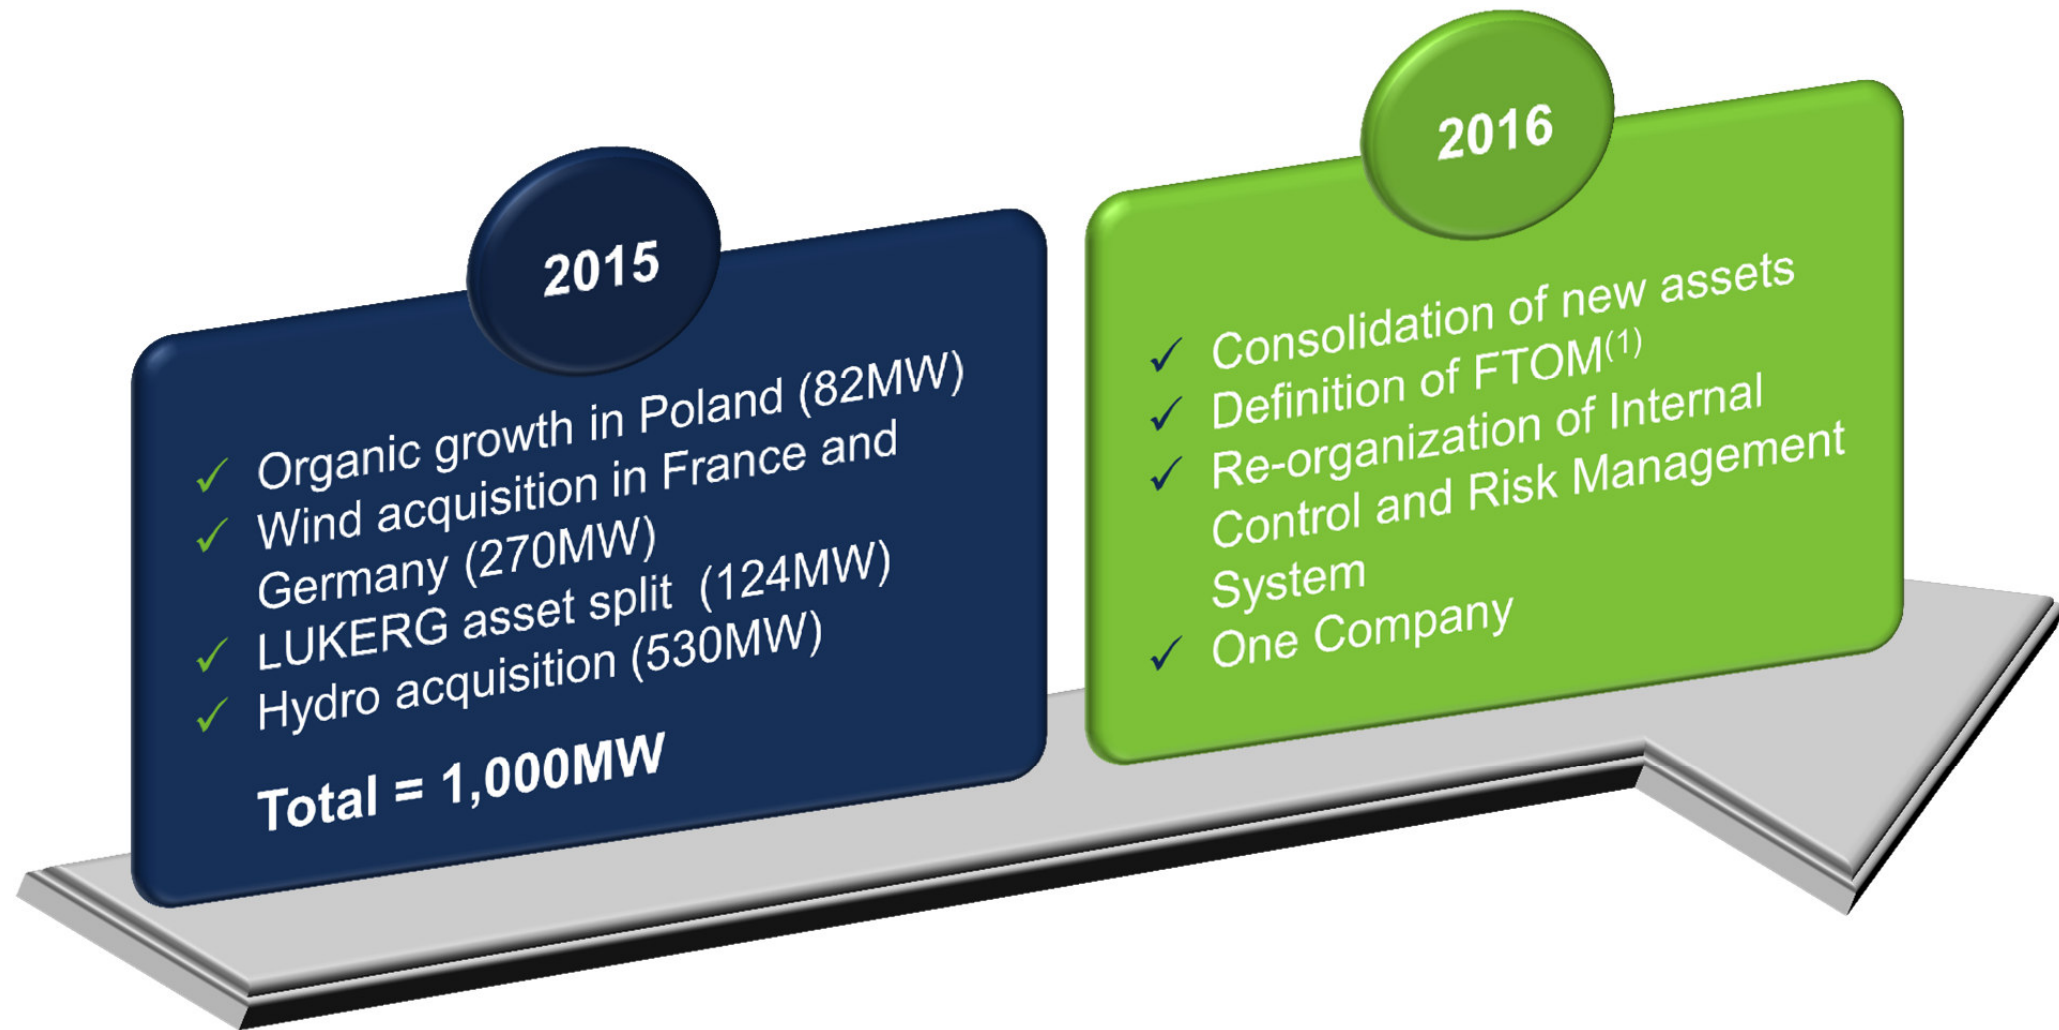 2015
✓ Organic growth in Poland (82MW)
✓ Wind acquisition in France and
Germany (270MW)
✓ LUKERG asset split (124MW)
✓ Hydro acquisition (530MW)
Total = 1,000MW
2016
✓ Consolidation of new assets
✓ Definition of FTOM(1)
✓ Re-organization of Internal
Control and Risk Management
System
✓ One Company